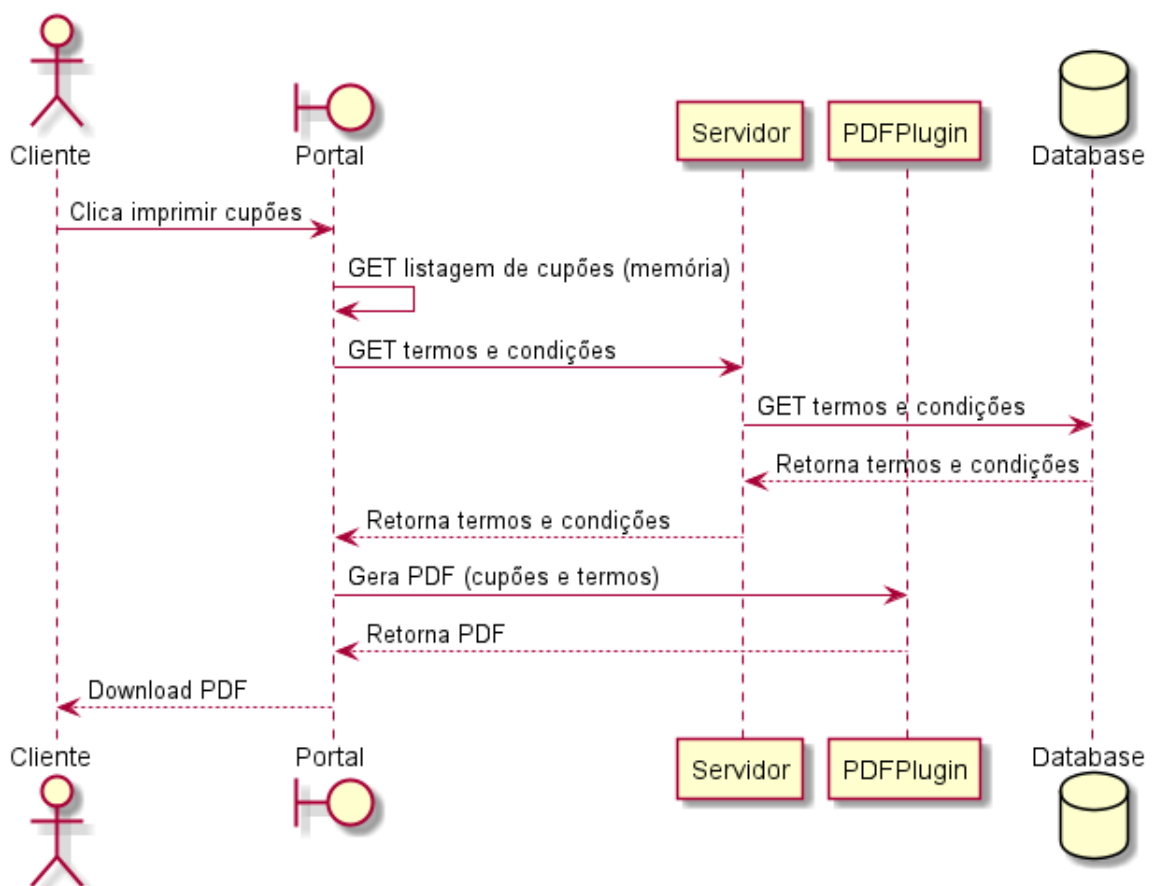 Cliente
Portal
Servidor
PDFPlugin
Database
Clica imprimir cupões
GET listagem de cupões (memória)
GET termos e condições
GET termos e condições
Retorna termos e condições
Retorna termos e condições
Gera PDF (cupões e termos)
Retorna PDF
Download PDF
Cliente
Portal
Servidor
PDFPlugin
Database